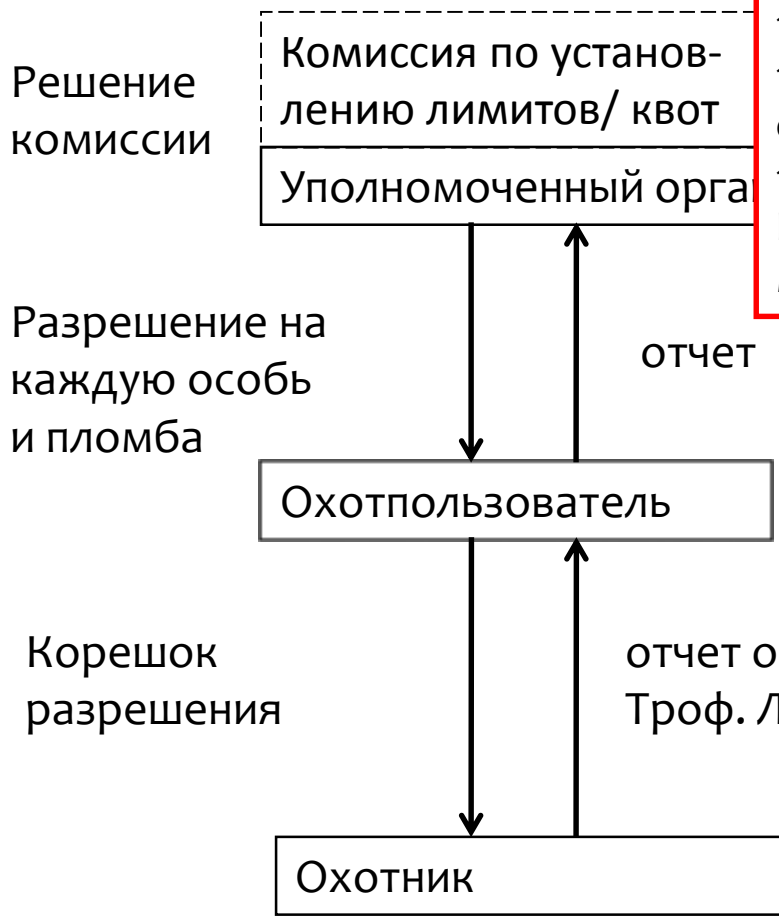 Решение
комиссии
Комиссия по установ-
лению лимитов/ квот
Уполномоченный
Разрешение на
каждую особь
и пломба
отчет
Охотпользователь
Корешок
разрешения
отчет о
Троф.
Охотник